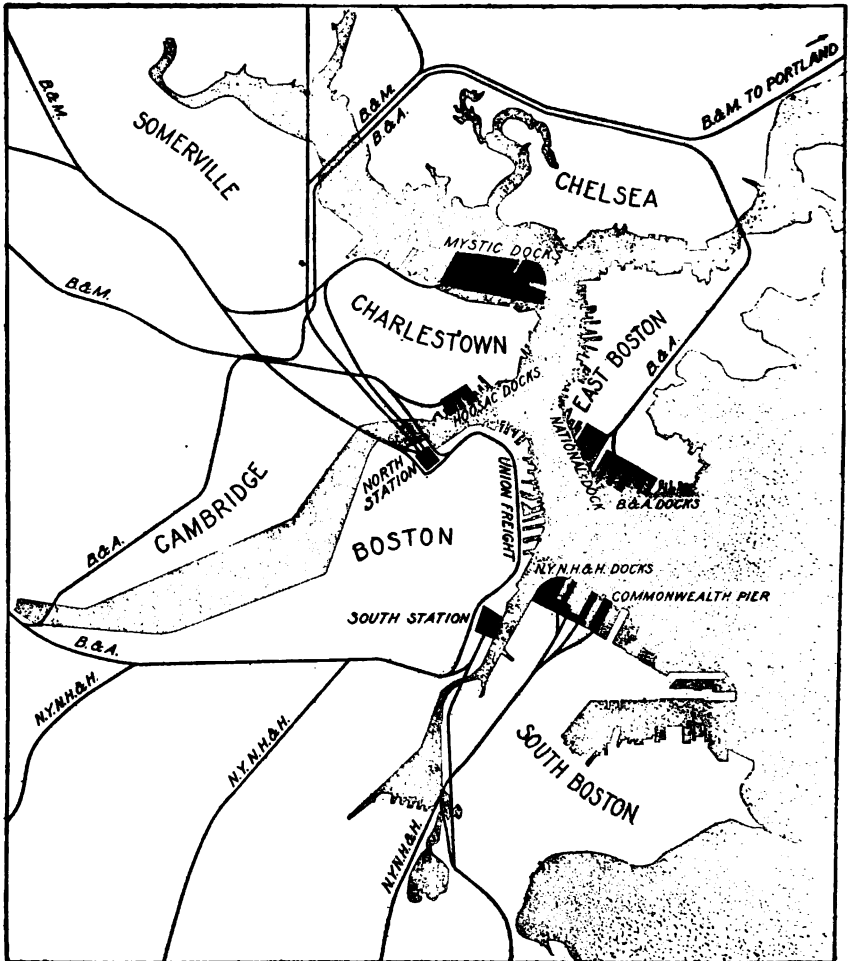 B.&M. TO PORTLAND
B.&M.
B.&M.
B.&A.
SOMERVILLE
CHELSEA
MYSTIC DOCKS
B.&M.
CHARLESTOWN
EAST BOSTON
B.&A.
HOOSAC DOCKS
NATIONAL DOCK
NORTH
STATION
UNION FREIGHT
CAMBRIDGE
B.&A. DOCKS
BOSTON
B.&A.
N.Y.N.H.&H. DOCKS
COMMONWEALTH PIER
SOUTH STATION
B.&A.
N.Y.N.H.&H.
N.Y.N.H.&H.
SOUTH BOSTON
N.Y.N.H.&H.